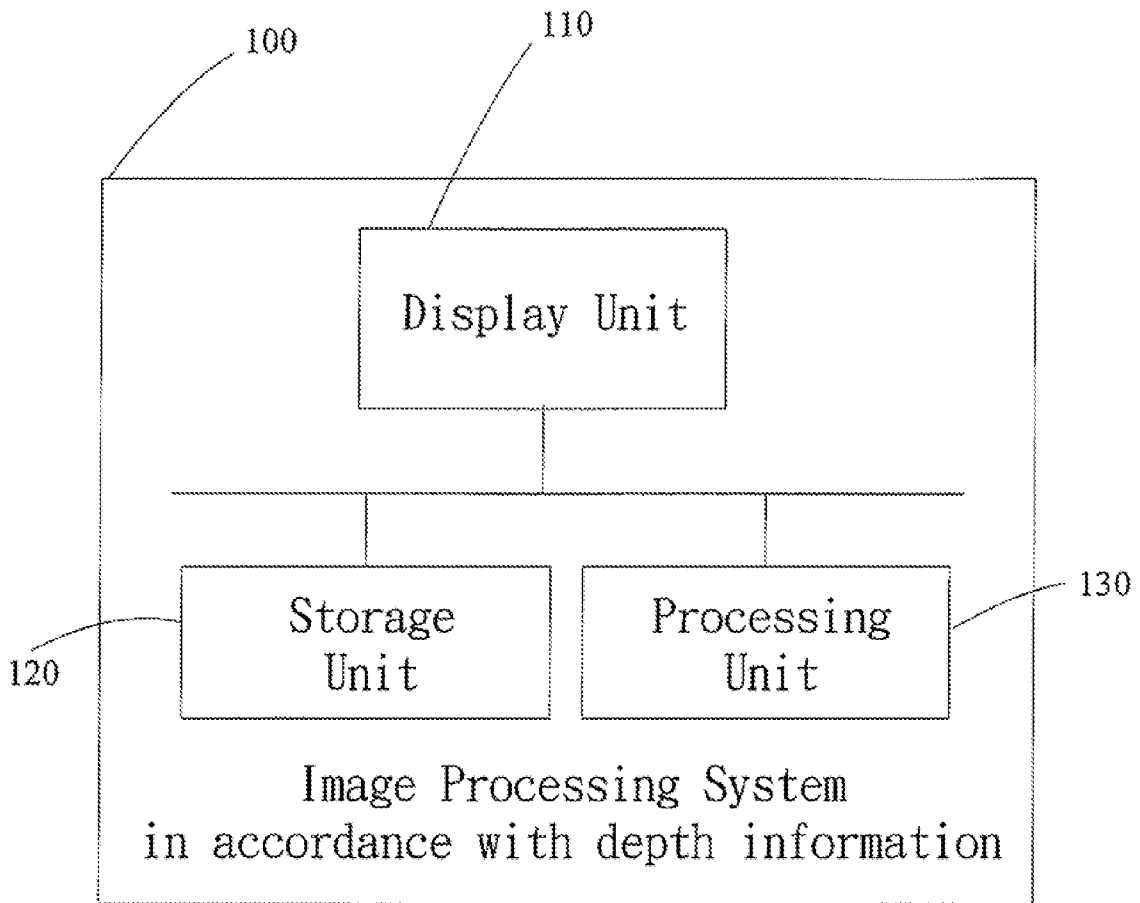 110
100
Display Unit
Storage
Unit
Processing
Unit
130
120
Image Processing System
in accordance with depth information